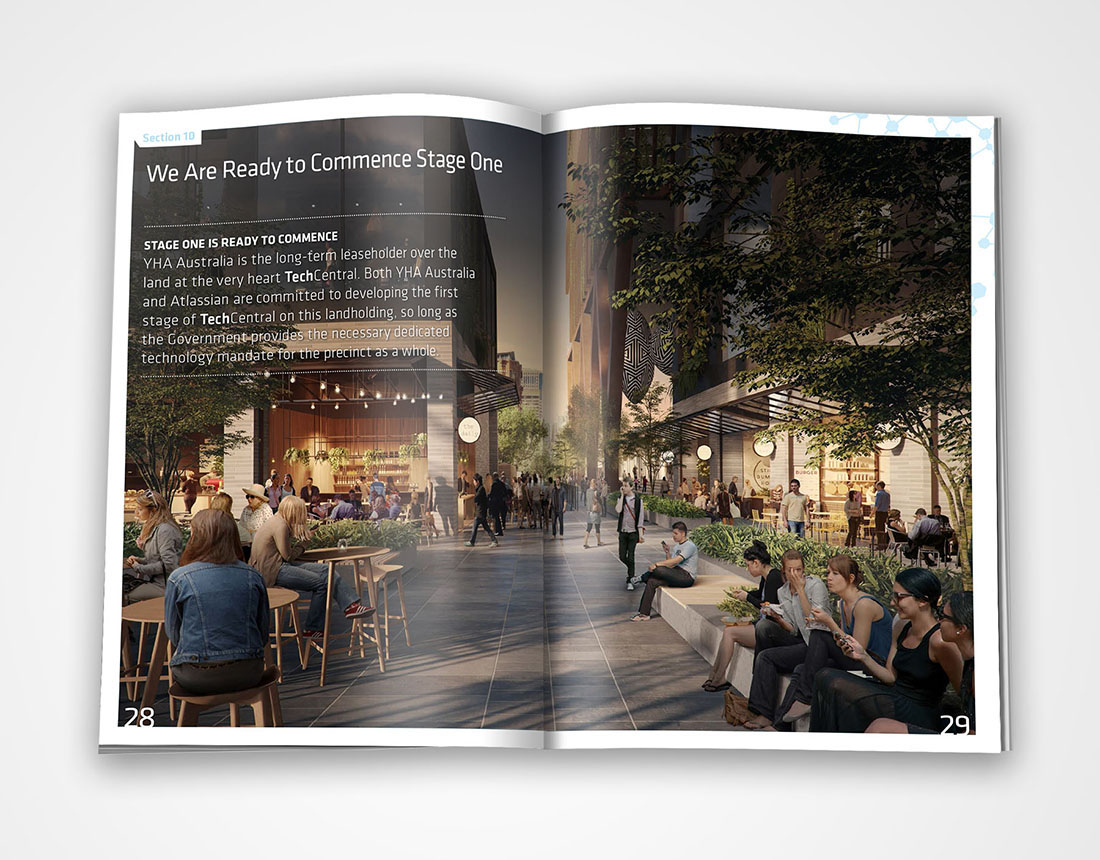 Section 10
We Are Ready to Commence Stage One
STAGE ONE IS READY TO COMMENCE
YHA Australia is the long-term leaseholder over the
land at the very heart TechCentral. Both YHA Australia
and Atlassian are committed to developing the first
stage of TechCentral on this landholding, so long as
the Government provides the necessary dedicated
technology mandate for the precinct as a whole.
the
daily
BURGER
28
29